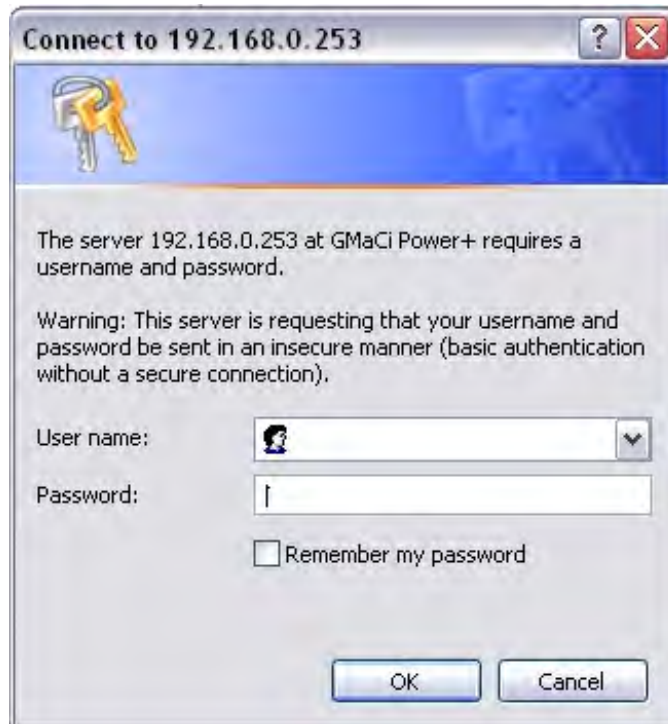 Connect to 192.168.0.253
The server 192.168.0.253 at GMaCi Power+ requires a
username and password.
Warning: This server is requesting that your username and
password be sent in an insecure manner (basic authentication
without a secure connection).
User name:
Password:
Remember my password
OK Cancel